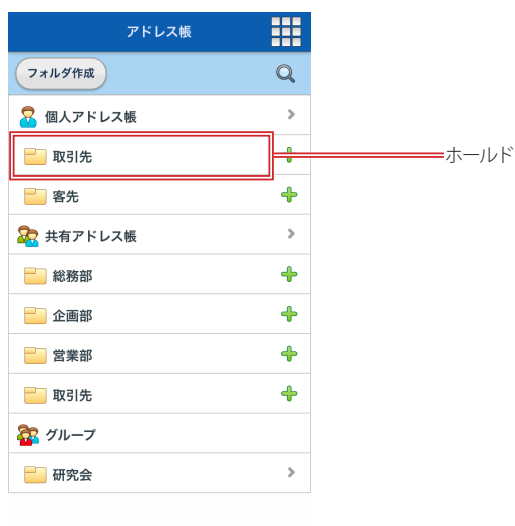 アドレス帳
フォルダ作成
個人アドレス帳
取引先
ホールド
客先
共有アドレス帳
総務部
企画部
営業部
取引先
グループ
研究会